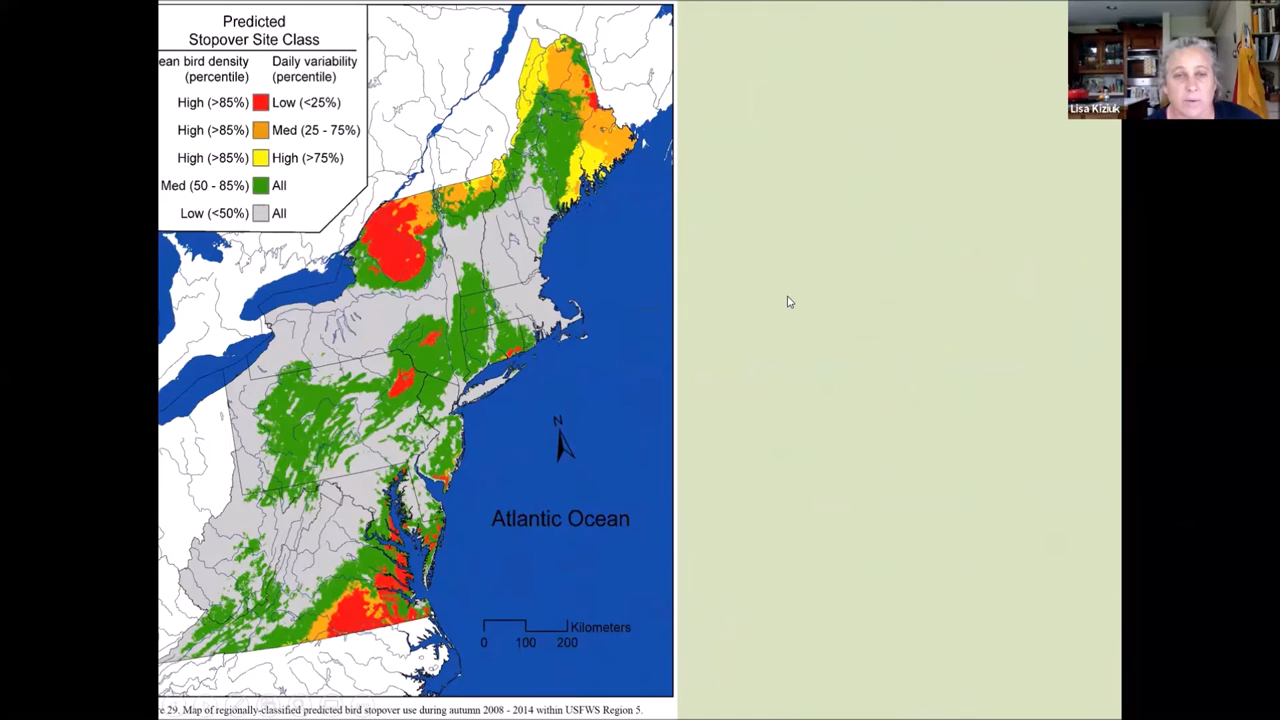 Predicted
Stopover Site Class
ean bird density Daily variability
(percentile) (percentile)
High (>85%) Low (<25%)
High (>85%) Med (25 - 75%)
High (>85%) High (>75%)
Med (50 - 85%) All
Low (<50%) All
Lisa Kiziuk
N
Atlantic Ocean
Kilometers
0 100 200
re 29. Map of regionally-classified predicted bird stopover use during autumn 2008 - 2014 within USFWS Region 5.